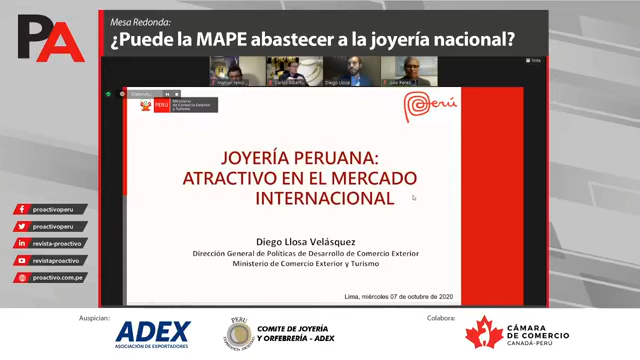 PA
Mesa Redonda:
¿Puede la MAPE abastecer a la joyería nacional?
Diego Llosa
PERÚ
Ministerio
de Comercio Exterior
y Turismo
Perú
JOYERÍA PERUANA:
ATRACTIVO EN EL MERCADO
INTERNACIONAL
Diego Llosa Velásquez
Dirección General de Políticas de Desarrollo de Comercio Exterior
Ministerio de Comercio Exterior y Turismo
Lima, miércoles 07 de octubre de 2020
proactivoperu
proactivoperu
revista-proactivo
revistaproactivo
proactivo.com.pe
Auspician:
ADEX
ASOCIACIÓN DE EXPORTADORES
PERU
COMITE DE JOYERÍA
Y ORFEBRERÍA - ADEX
Colabora:
CÁMARA
DE COMERCIO
CANADÁ-PERÚ